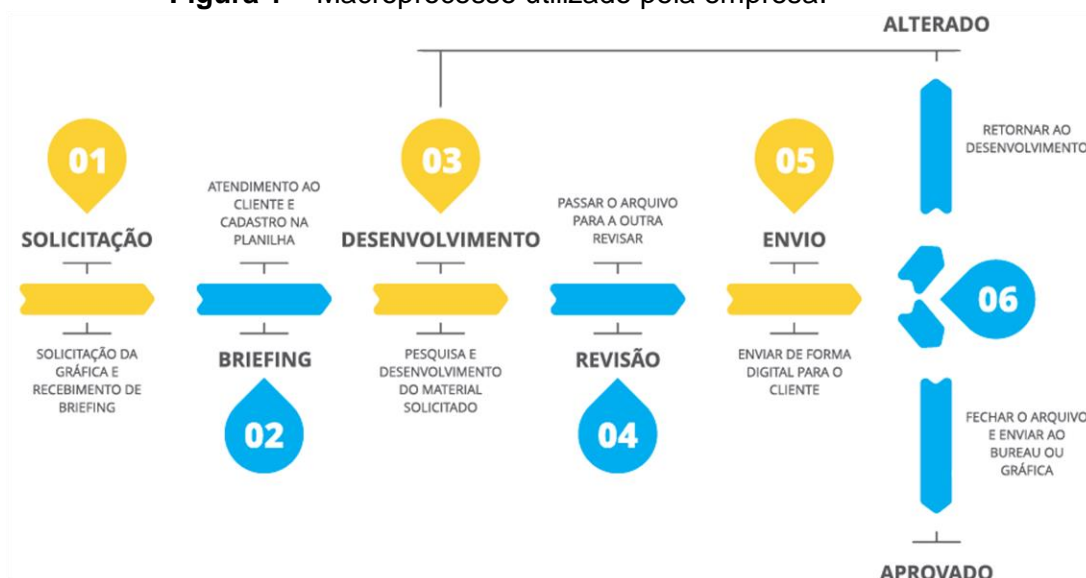 Figura 1 – Macroprocesso utilizado pela empresa.
ALTERADO
RETORNAR AO
DESENVOLVIMENTO
01
SOLICITAÇÃO
SOLICITAÇÃO DA
GRÁFICA E
RECEBIMENTO DE
BRIEFING
ATENDIMENTO AO
CLIENTE E
CADASTRO NA
PLANILHA
BRIEFING
02
03
DESENVOLVIMENTO
PESQUISA E
DESENVOLVIMENTO
DO MATERIAL
SOLICITADO
PASSAR O ARQUIVO
PARA A OUTRA
REVISAR
REVISÃO
04
05
ENVIO
ENVIAR DE FORMA
DIGITAL PARA O
CLIENTE
06
FECHAR O ARQUIVO
E ENVIAR AO
BUREAU OU
GRÁFICA
APROVADO